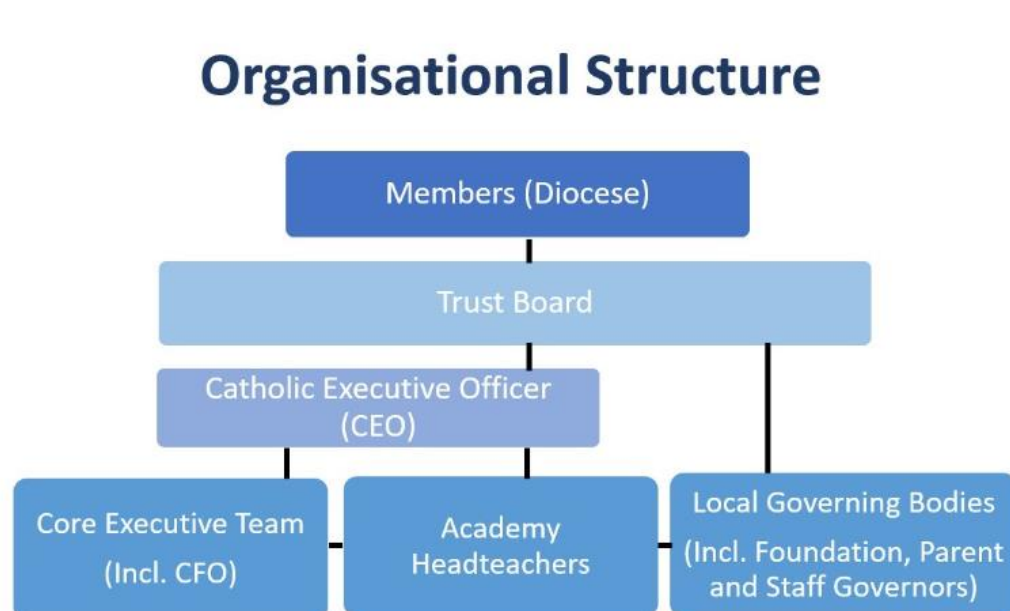 Organisational Structure
Members (Diocese)
Trust Board
Catholic Executive Officer
(CEO)
Core Executive Team
(Incl. CFO)
Academy
Headteachers
Local Governing Bodies
(Incl. Foundation, Parent
and Staff Governors)